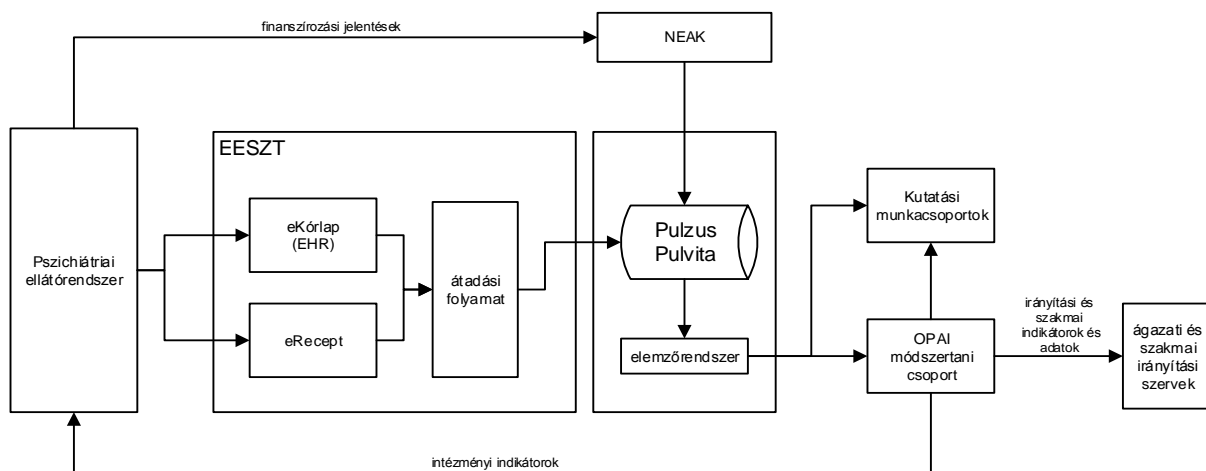 finanszírozási jelentések
NEAK
EESZT
Pszichiátriai
ellátórendszer
eKórlap
(EHR)
eRecept
átadási
folyamat
Pulzus
Pulvita
elemzőrendszer
Kutatási
munkacsoportok
OPAI
módszertani
csoport
irányítási és
szakmai
indikátorok és
adatok
ágazati és
szakmai
irányítási
szervek
intézményi indikátorok